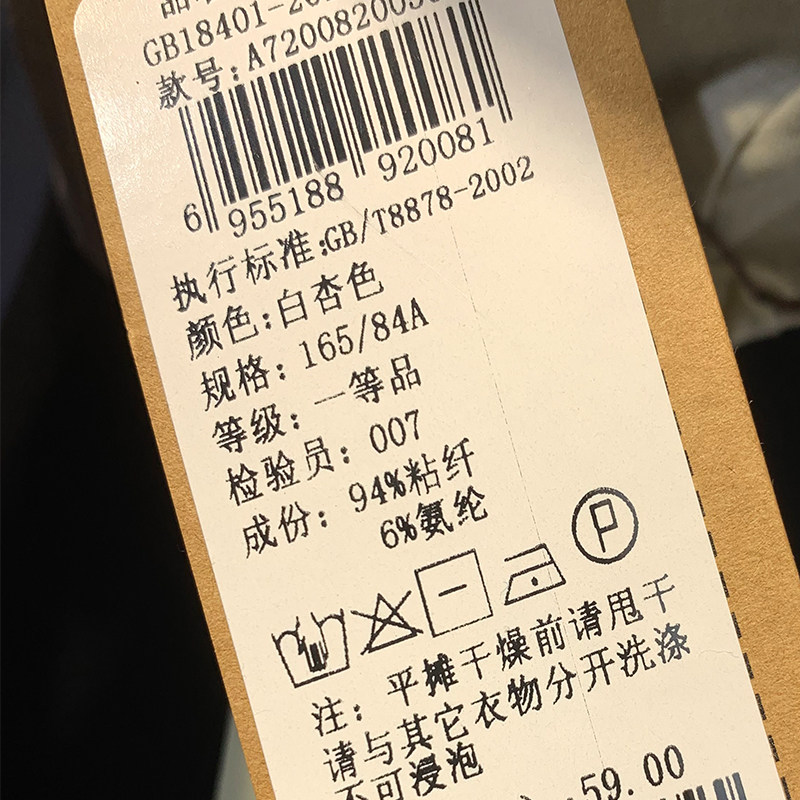 GB18401-20
款号:A720082005
6 955188 920081
执行标准:GB/T8878-2002
颜色:白杏色
规格: 165/84A
等级: 一等品
检验员: 007
成份: 94%粘纤
6%氨纶
P
注: 平摊干燥前请甩干
请与其它衣物分开洗涤
不可浸泡
59.00